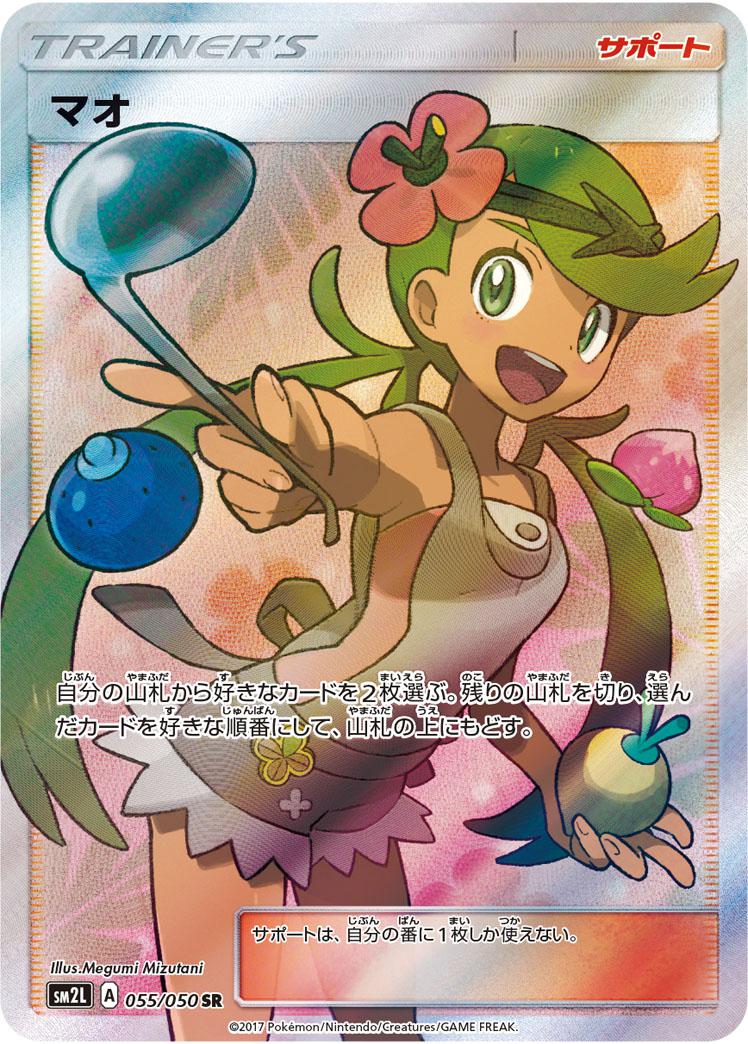 TRAINER'S
サポート
マオ
自分の山札から好きなカードを2枚選ぶ。残りの山札を切り、選ん
だカードを好きな順番にして、山札の上にもどす。
サポートは、自分の番に1枚しか使えない。
Illus.Megumi Mizutani
SM2L A 055/050 SR
©2017 Pokémon/Nintendo/Creatures/GAME FREAK.